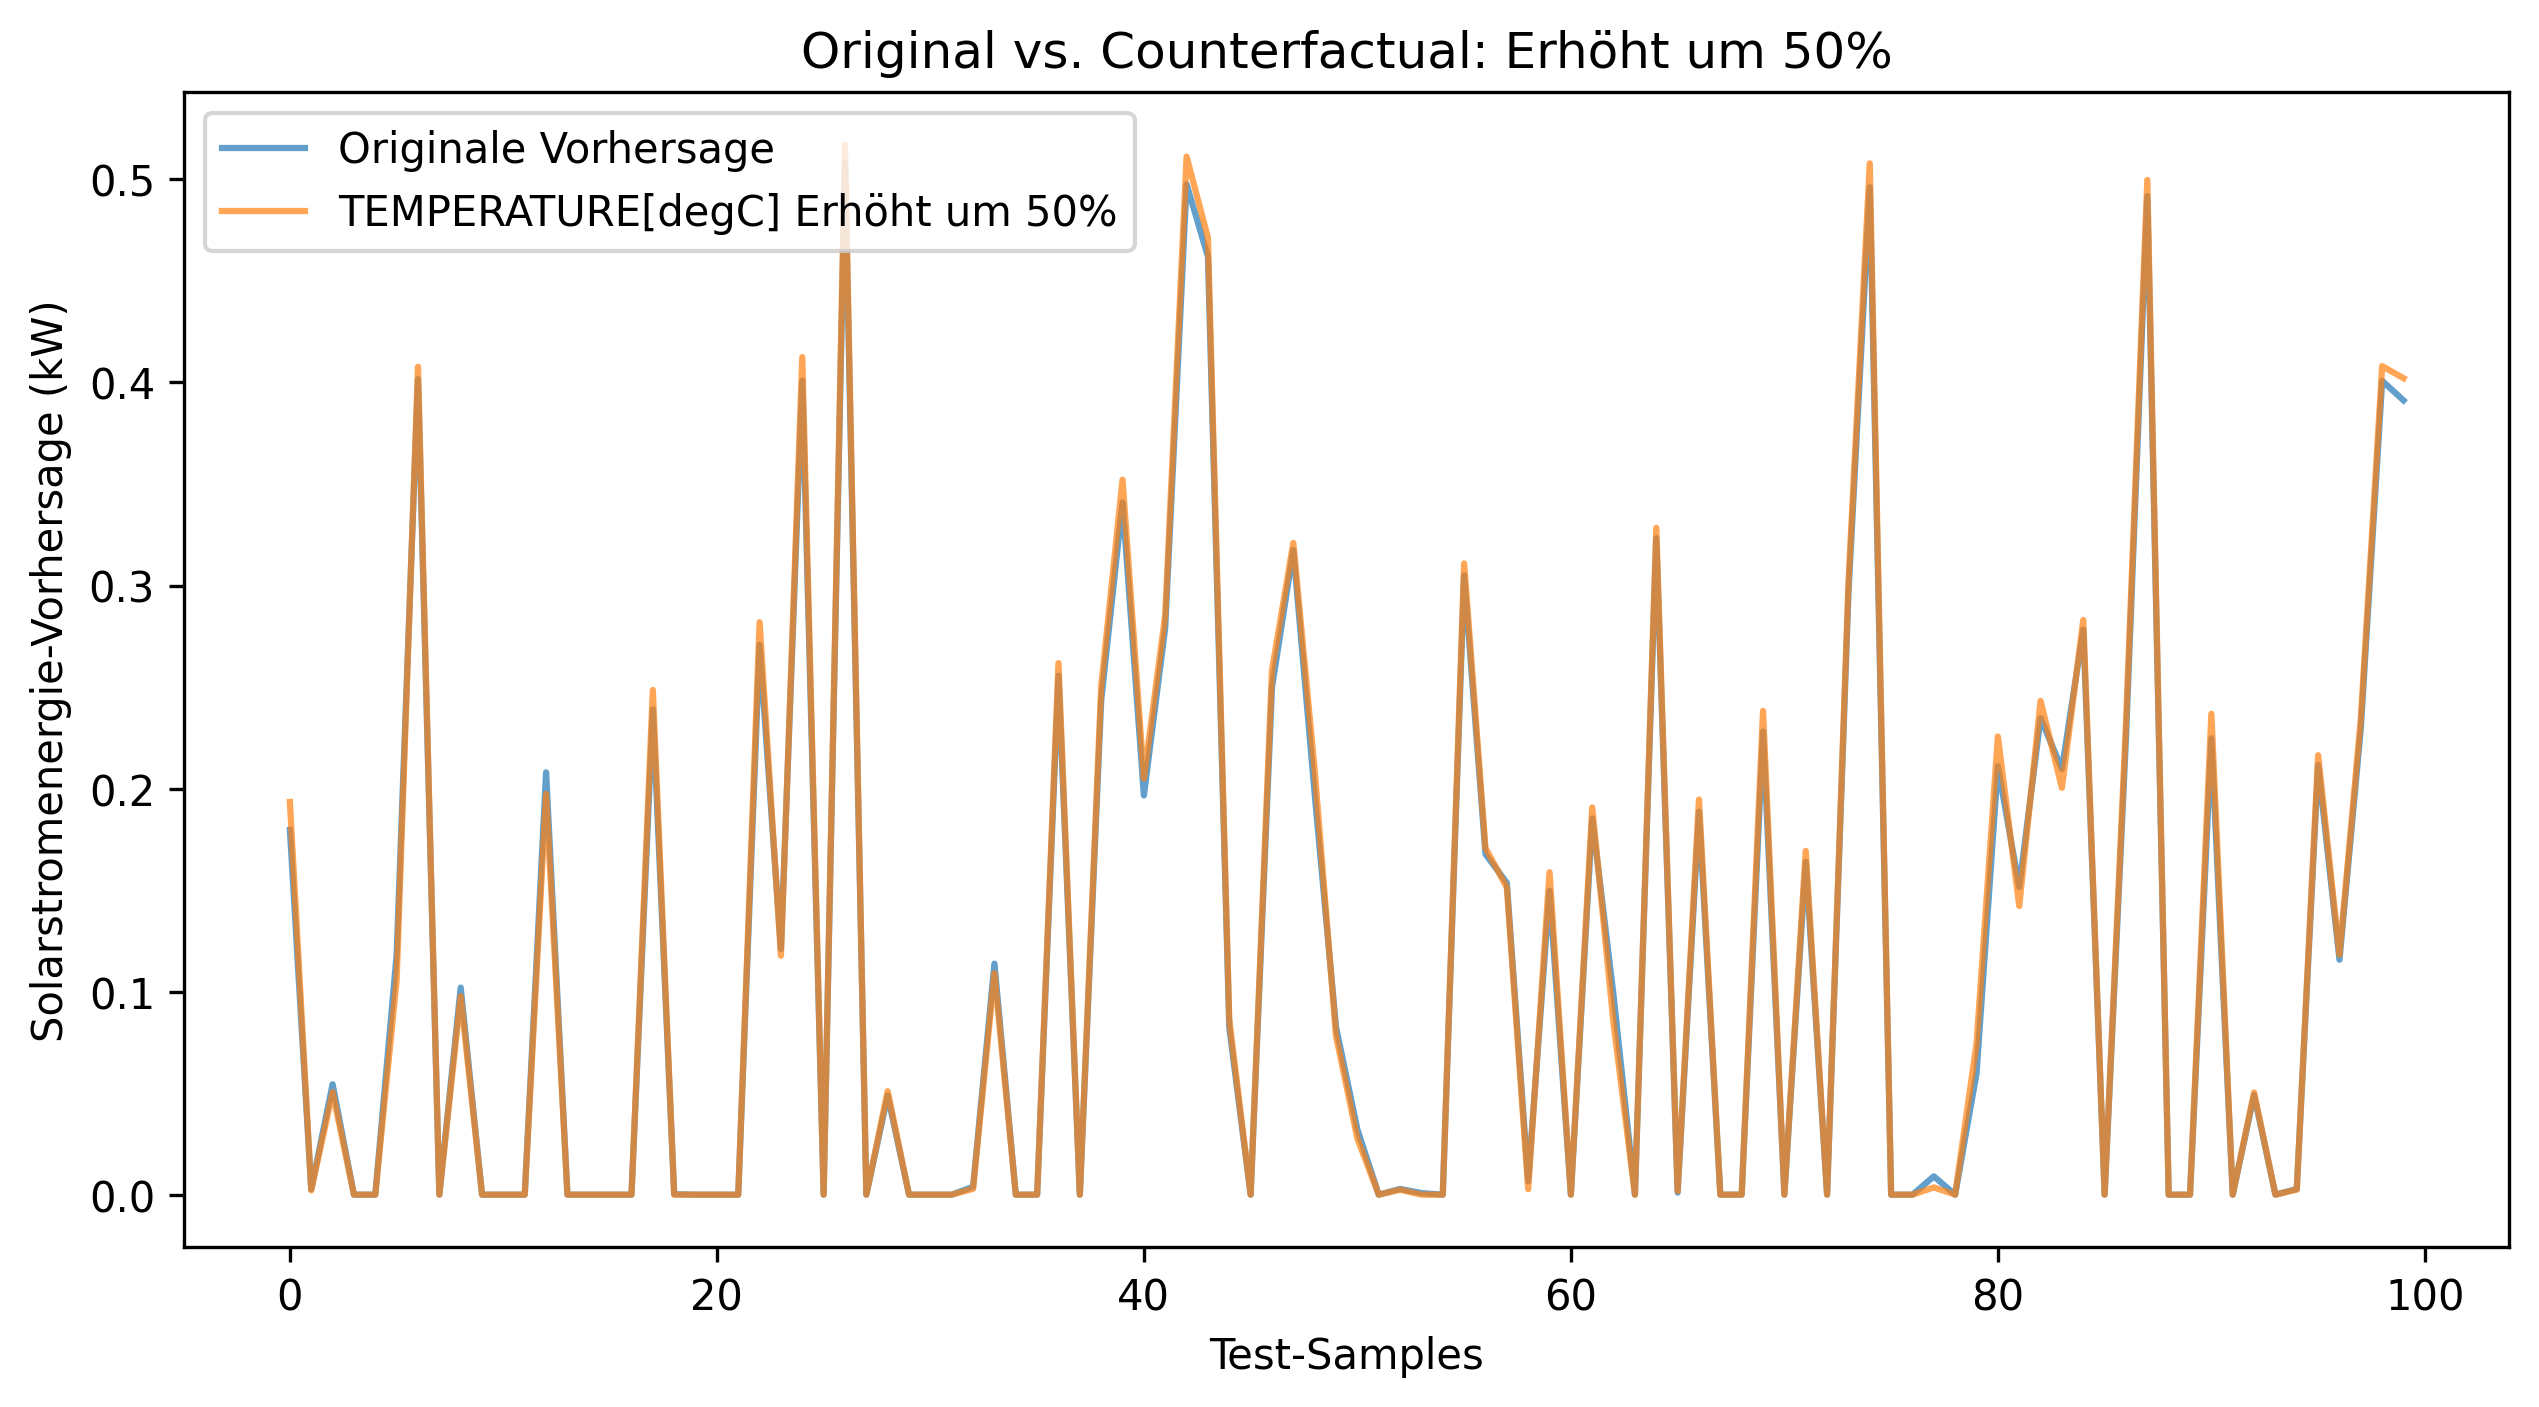 Original vs. Counterfactual: Erhöht um 50%
Originale Vorhersage
TEMPERATURE[degC] Erhöht um 50%
Solarstromenergie-Vorhersage (kW)
0.5
0.4
0.3
0.2
0.1
0.0
0 20 40 60 80 100
Test-Samples